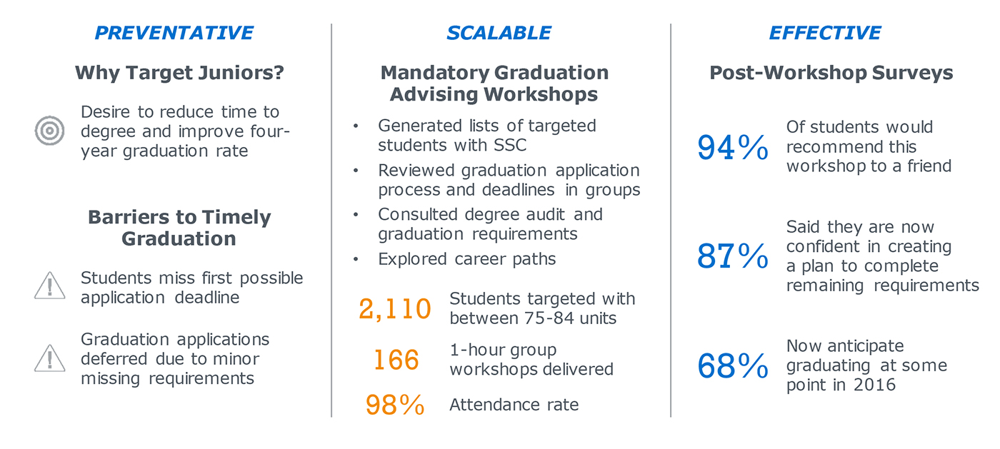 PREVENTATIVE
Why Target Juniors?
Desire to reduce time to
degree and improve four-
year graduation rate
Barriers to Timely
Graduation
Students miss first possible
application deadline
Graduation applications
deferred due to minor
missing requirements
SCALABLE
Mandatory Graduation
Advising Workshops
• Generated lists of targeted
students with SSC
• Reviewed graduation application
process and deadlines in groups
• Consulted degree audit and
graduation requirements
• Explored career paths
2,110
Students targeted with
between 75-84 units
166
1-hour group
workshops delivered
98%
Attendance rate
EFFECTIVE
Post-Workshop Surveys
94%
Of students would
recommend this
workshop to a friend
87%
Said they are now
confident in creating
a plan to complete
remaining requirements
68%
Now anticipate
graduating at some
point in 2016